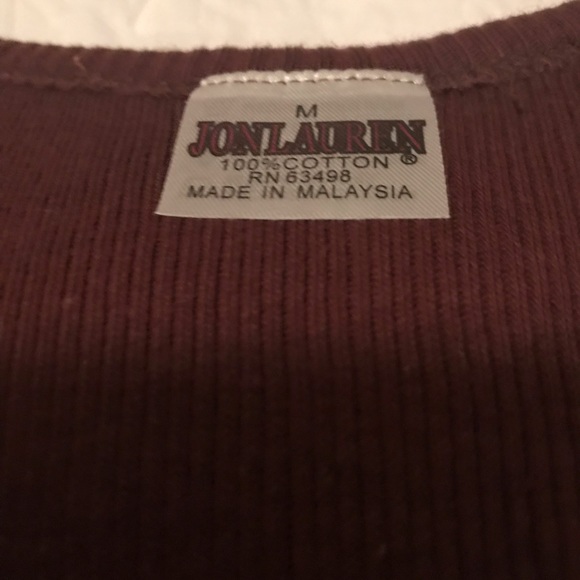 M
JONLAUREN
100%COTTON ®
RN 63498
MADE IN MALAYSIA